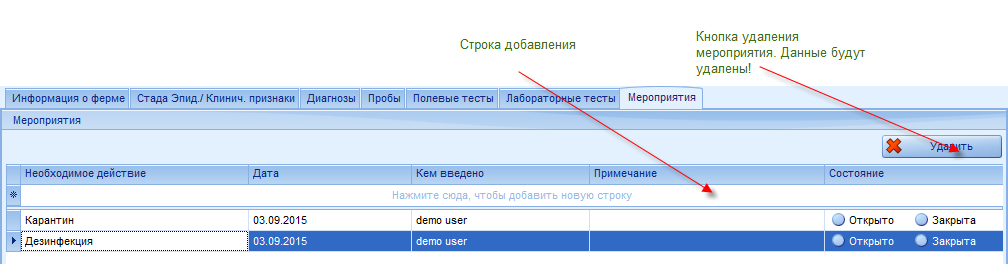 Строка добавления
Кнопка удаления
мероприятия. Данные будут
удалены!
Информация о ферме Стада Эпид./ Клинич. признаки Диагнозы Пробы Полевые тесты Лабораторные тесты Мероприятия
Мероприятия
Удалить
Необходимое действие Дата Кем введено Примечание Состояние
Нажмите сюда, чтобы добавить новую строку
Карантин 03.09.2015 demo user Открыто Закрыта
Дезинфекция 03.09.2015 demo user Открыто Закрыта